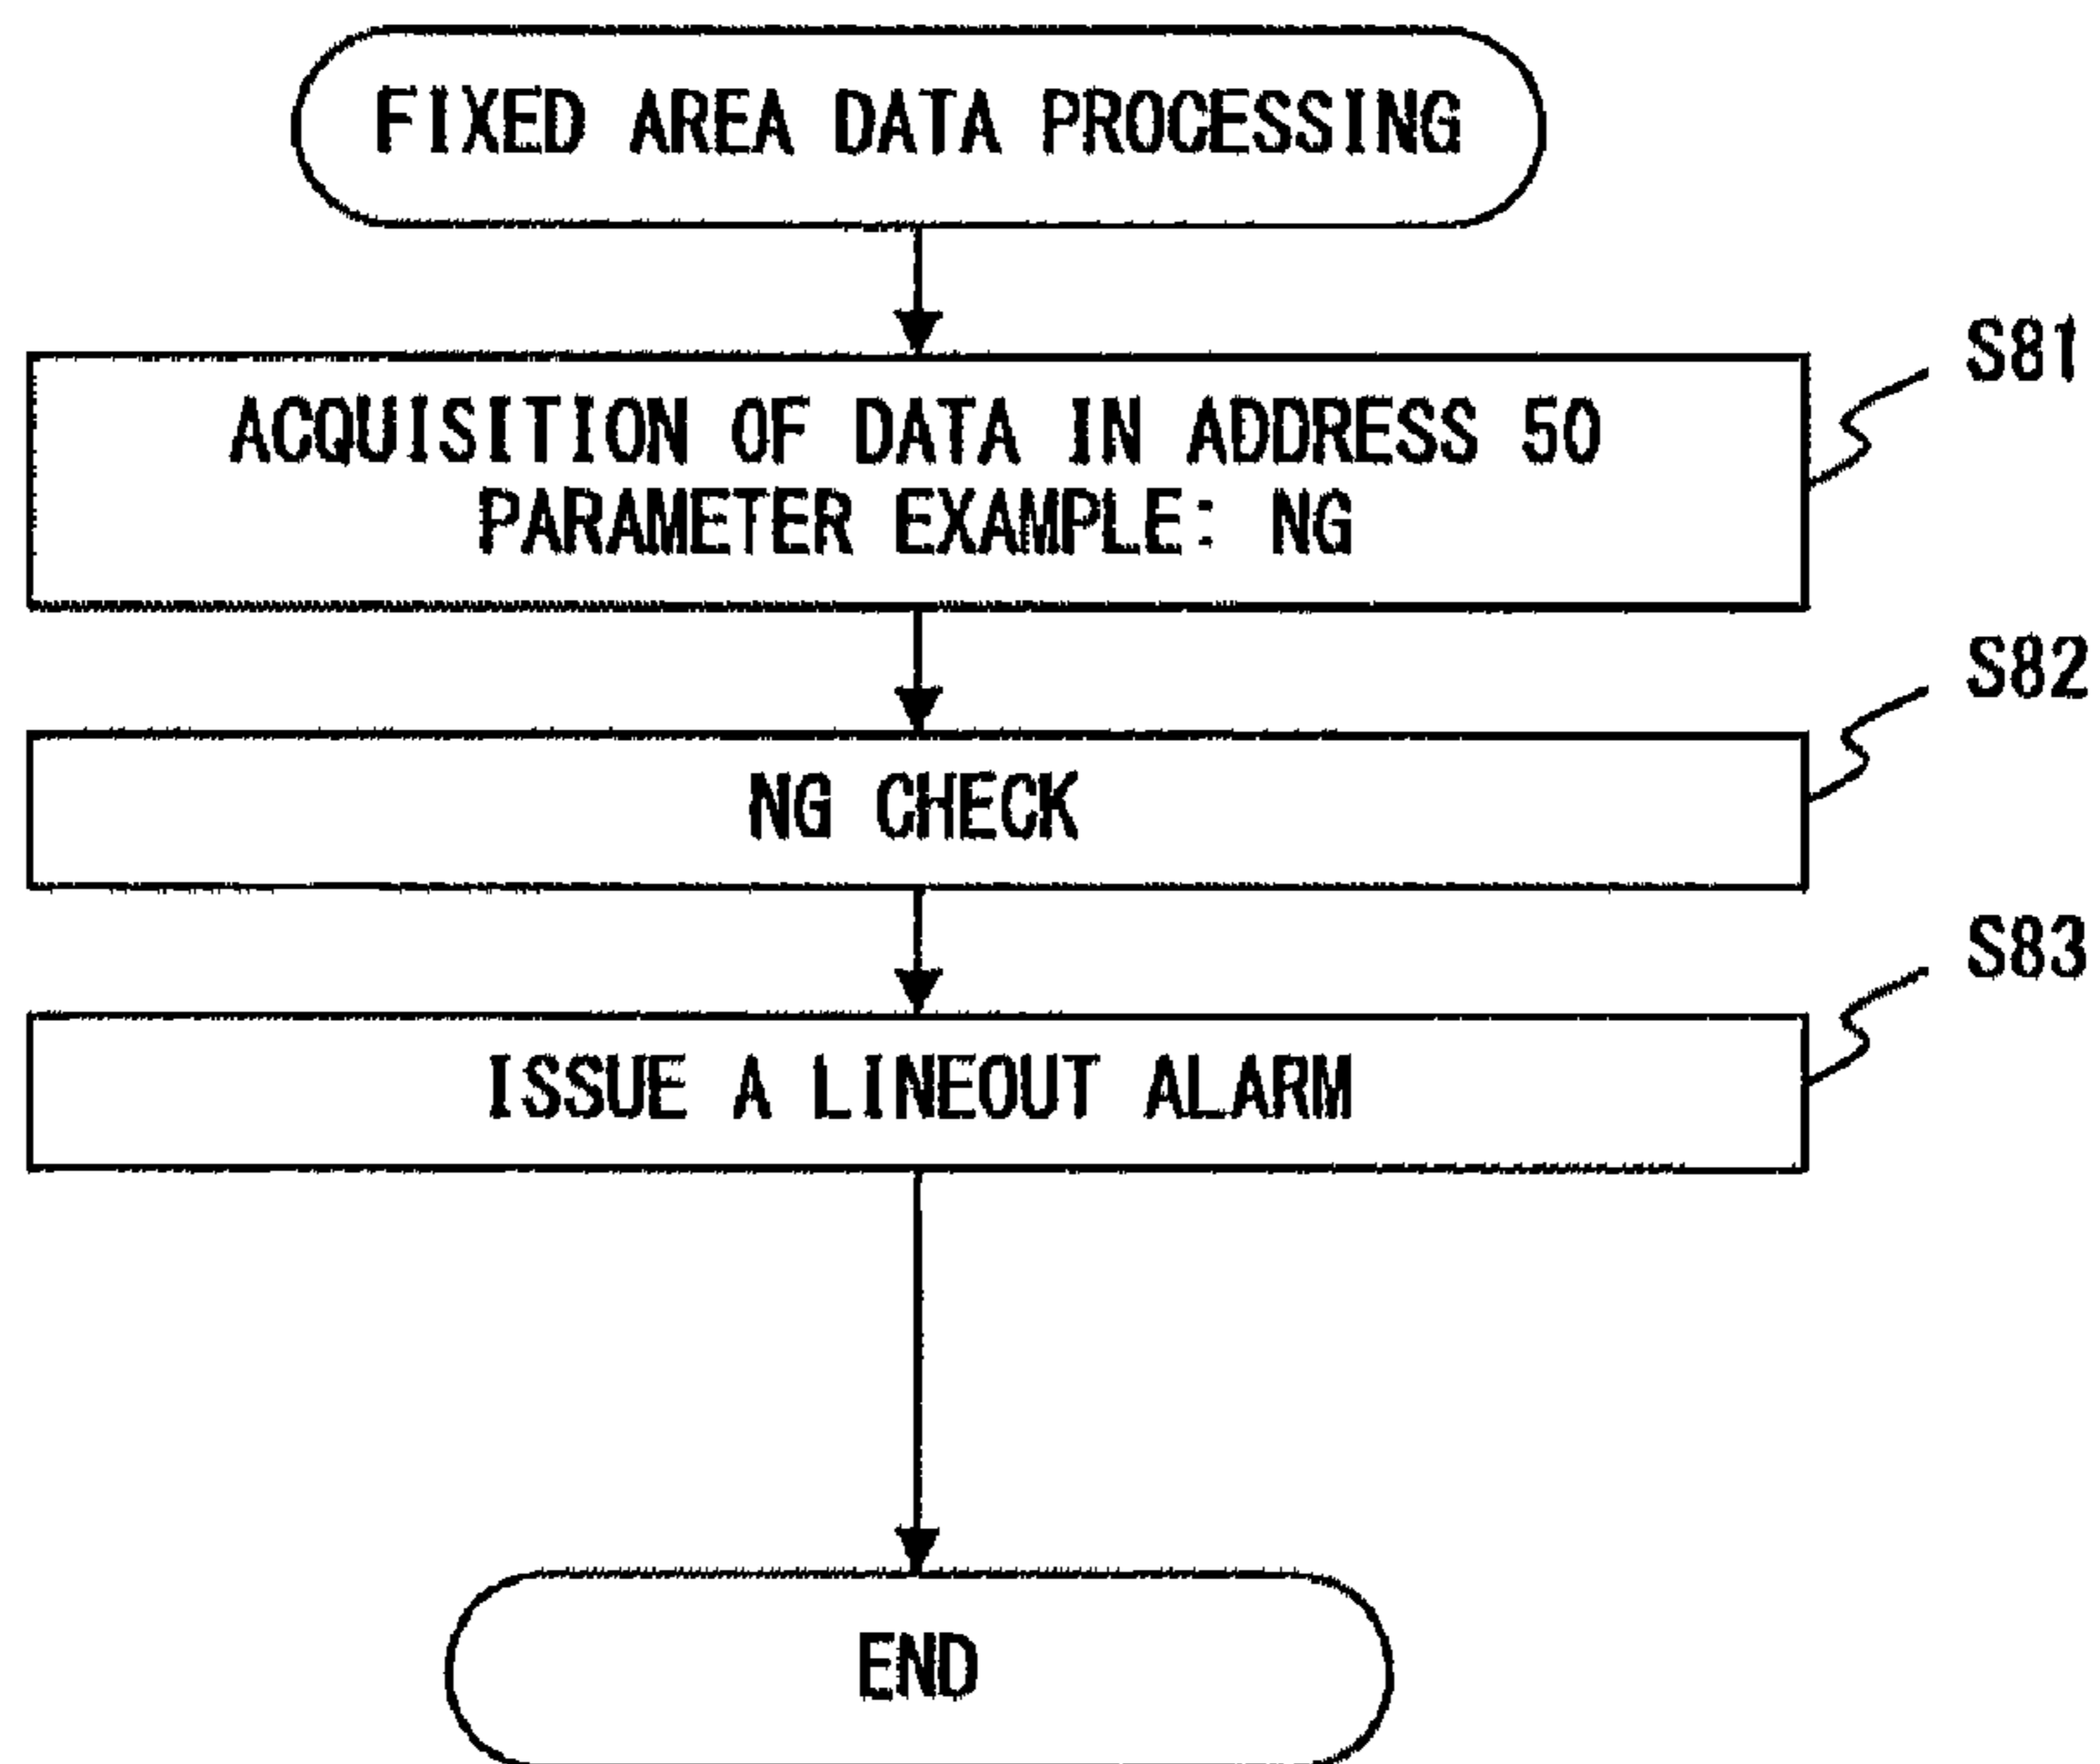 FIXED AREA DATA PROCESSING
S81
ACQUISITION OF DATA IN ADDRESS 50
PARAMETER EXAMPLE: NG
S82
NG CHECK
S83
ISSUE A LINEOUT ALARM
END